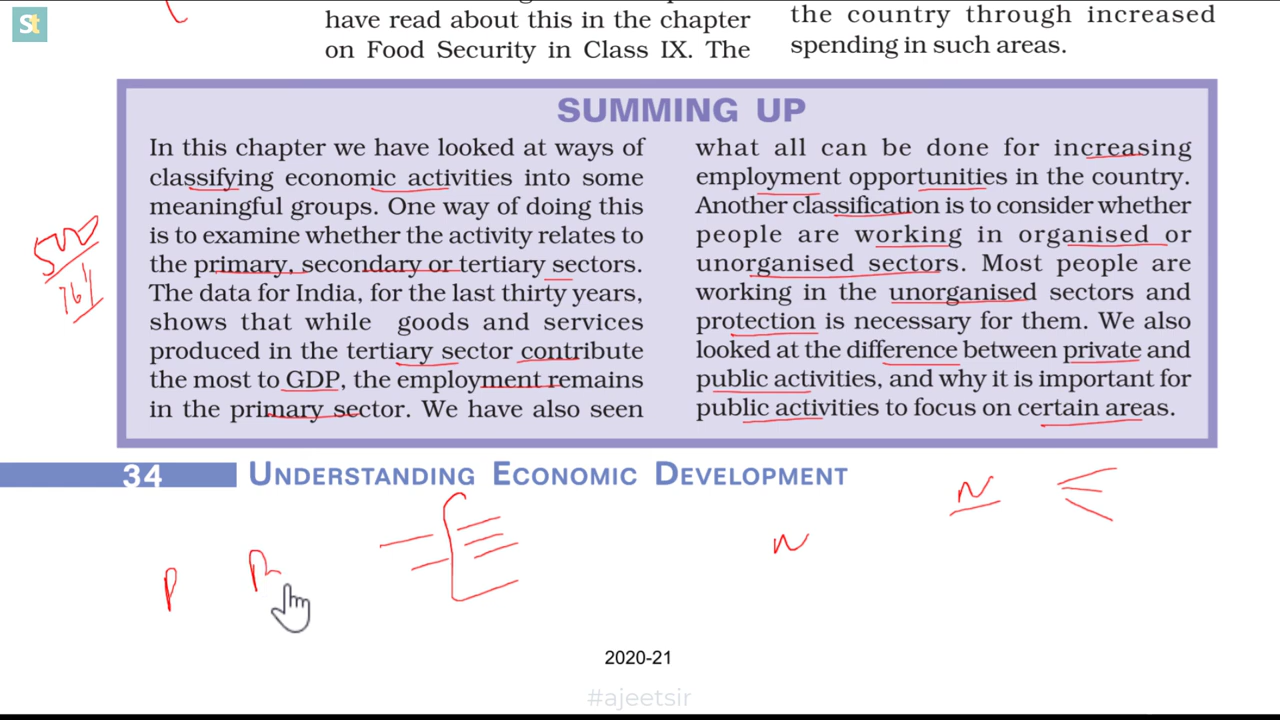 St
have read about this in the chapter
on Food Security in Class IX. The
the country through increased
spending in such areas.
SUMMING UP
In this chapter we have looked at ways of
classifying economic activities into some
meaningful groups. One way of doing this
is to examine whether the activity relates to
the primary, secondary or tertiary sectors.
The data for India, for the last thirty years,
shows that while goods and services
produced in the tertiary sector contribute
the most to GDP, the employment remains
in the primary sector. We have also seen
what all can be done for increasing
employment opportunities in the country.
Another classification is to consider whether
people are working in organised or
unorganised sectors. Most people are
working in the unorganised sectors and
protection is necessary for them. We also
looked at the difference between private and
public activities, and why it is important for
public activities to focus on certain areas.
34 UNDERSTANDING ECONOMIC DEVELOPMENT
N
N
P
2020-21
#ajeetsir